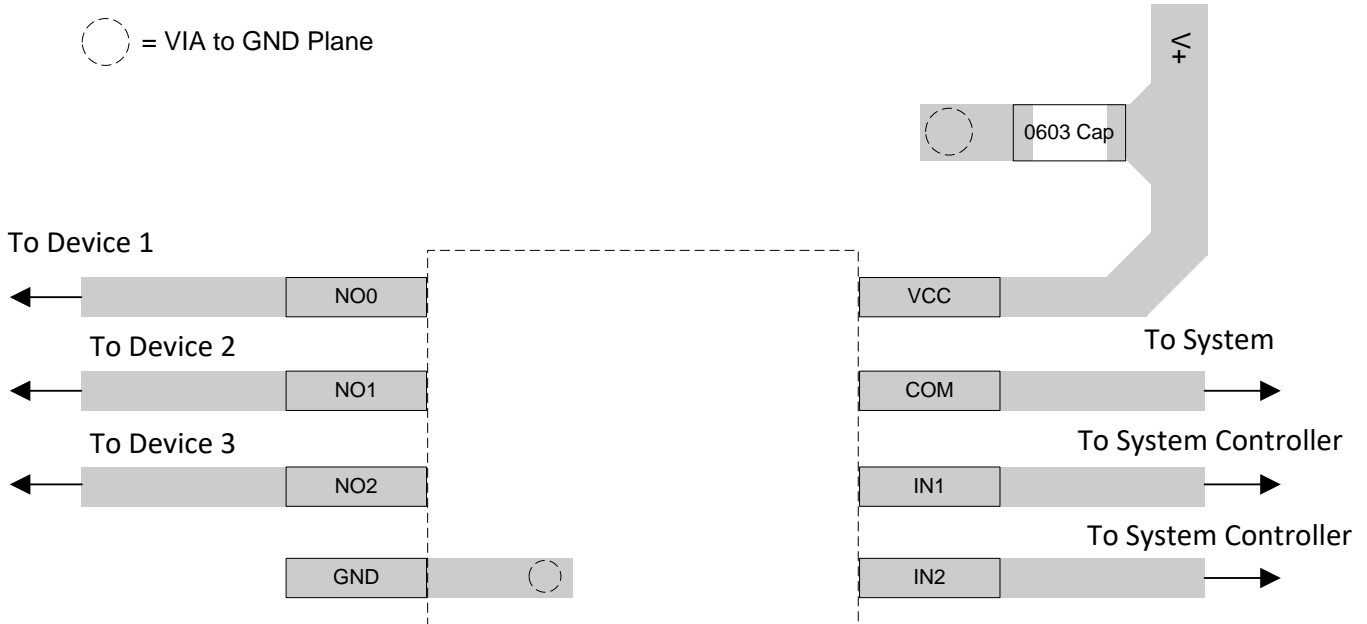 = VIA to GND Plane
V+
0603 Cap
To Device 1
NO0
VCC
To Device 2
To System
NO1
COM
To Device 3
To System Controller
NO2
IN1
To System Controller
GND
IN2